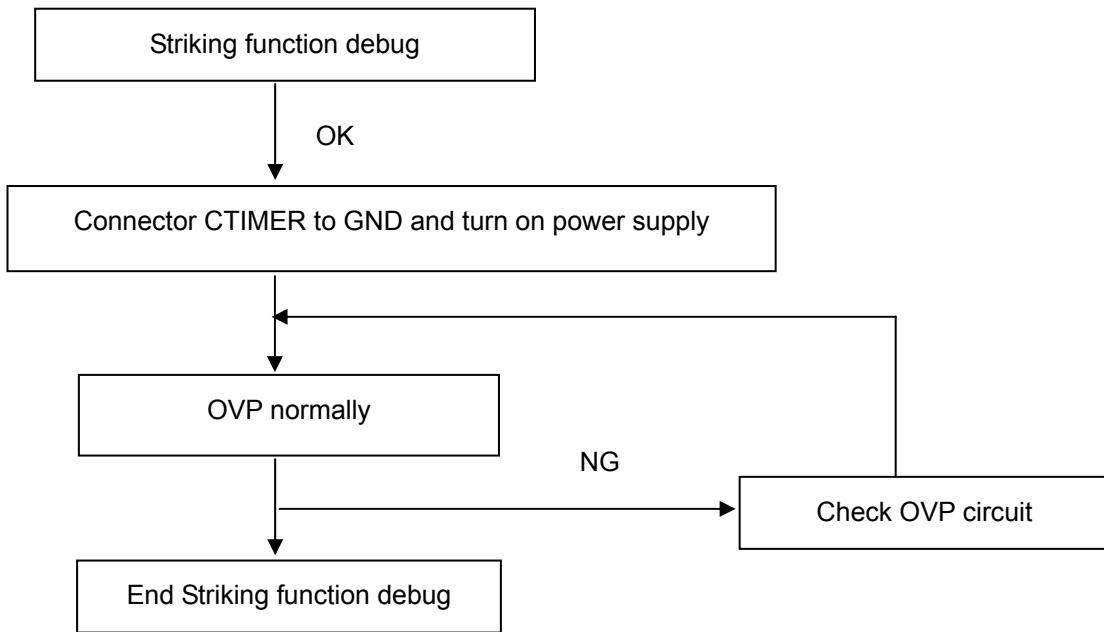 Striking function debug
OK
Connector CTIMER to GND and turn on power supply
OVP normally
NG
Check OVP circuit
End Striking function debug